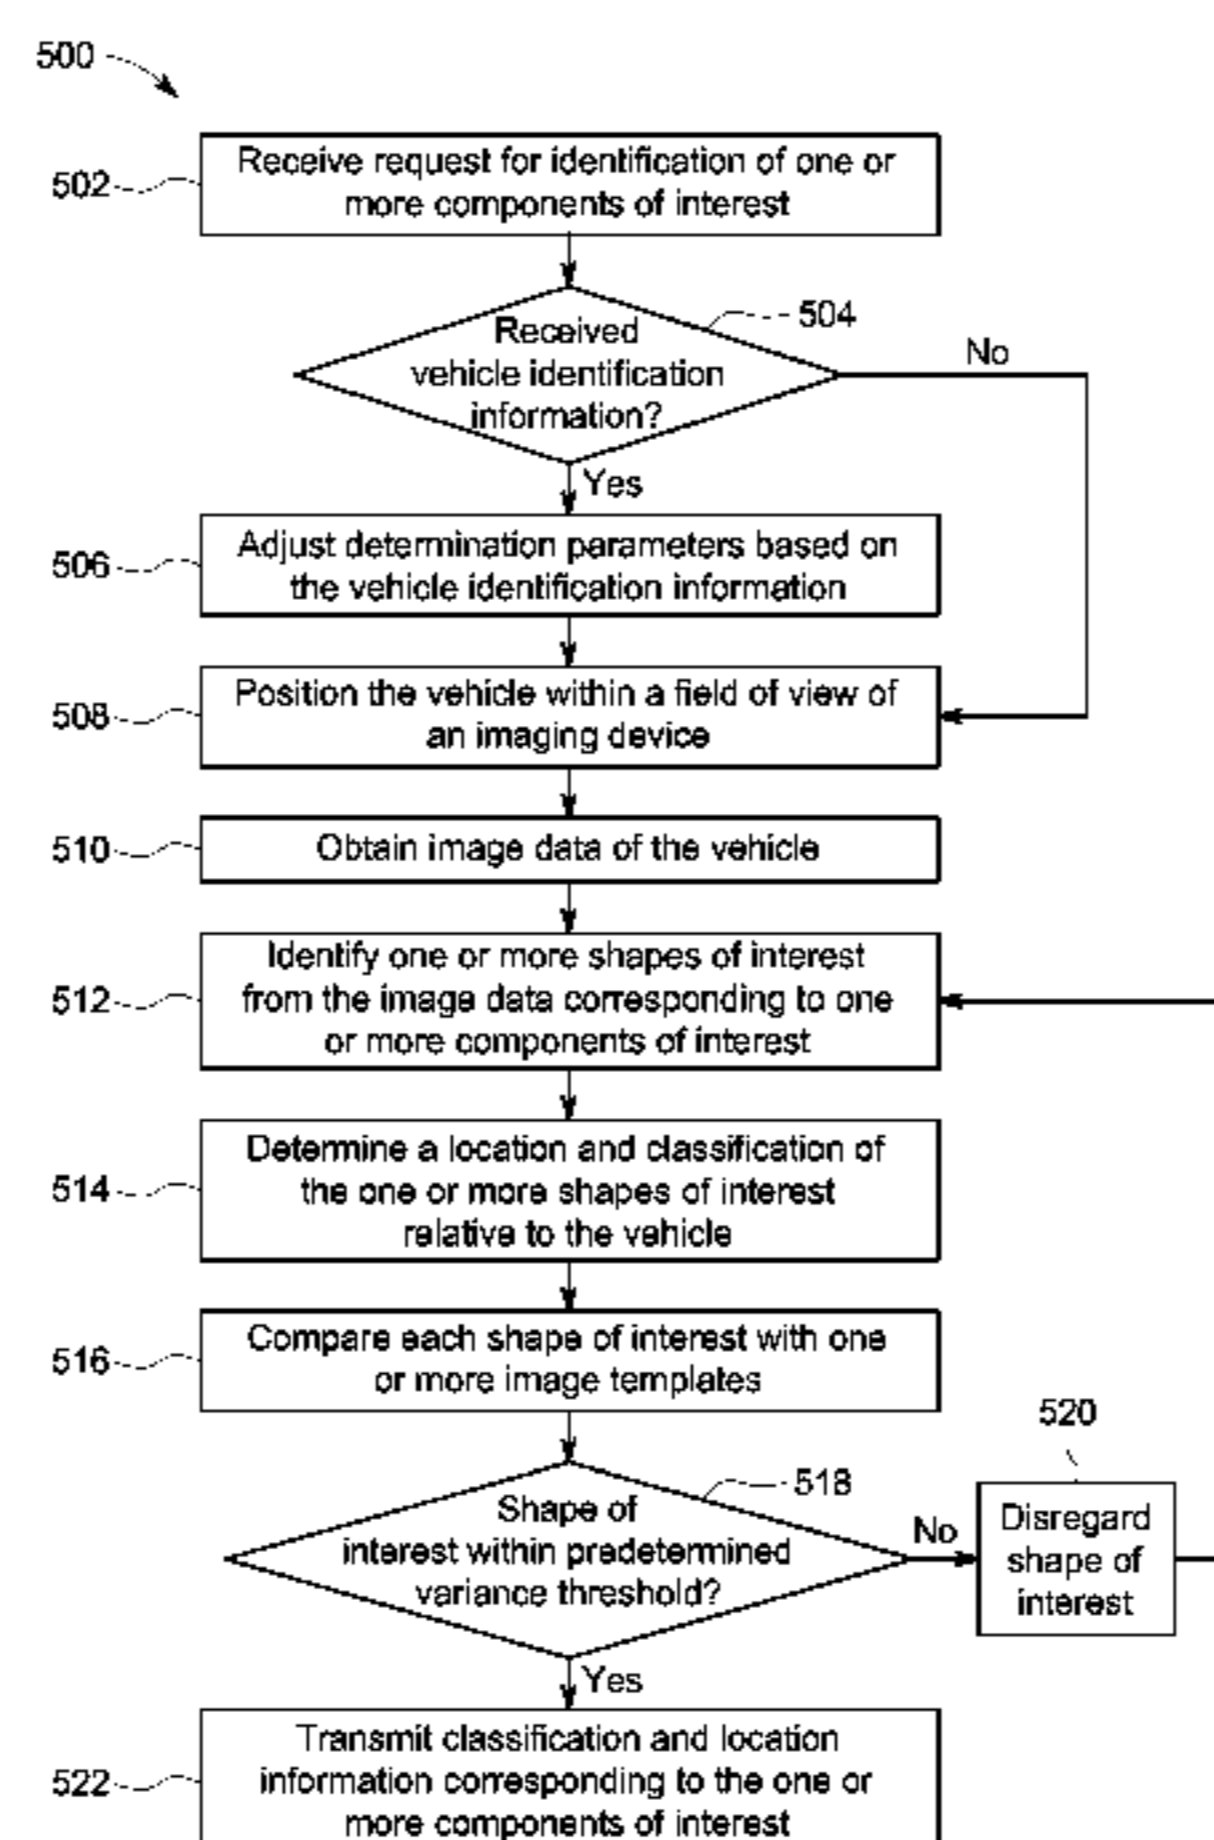 500
502
Receive request for identification of one or
more components of interest
504
Received
vehicle identification
information?
No
Yes
506
Adjust determination parameters based on
the vehicle identification information
508
Position the vehicle within a field of view of
an imaging device
510
Obtain image data of the vehicle
512
Identify one or more shapes of interest
from the image data corresponding to one
or more components of interest
514
Determine a location and classification of
the one or more shapes of interest
relative to the vehicle
516
Compare each shape of interest with one
or more image templates
518
Shape of
interest within predetermined
variance threshold?
No
520
Disregard
shape of
interest
Yes
522
Transmit classification and location
information corresponding to the one or
more components of interest